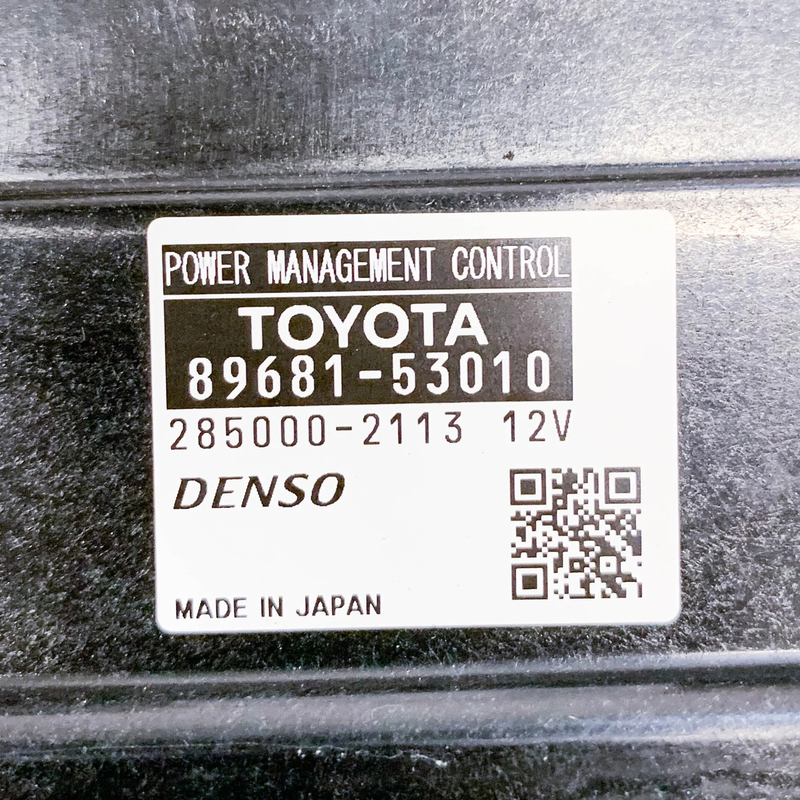 POWER MANAGEMENT CONTROL
TOYOTA
89681-53010
285000-2113 12V
DENSO
MADE IN JAPAN